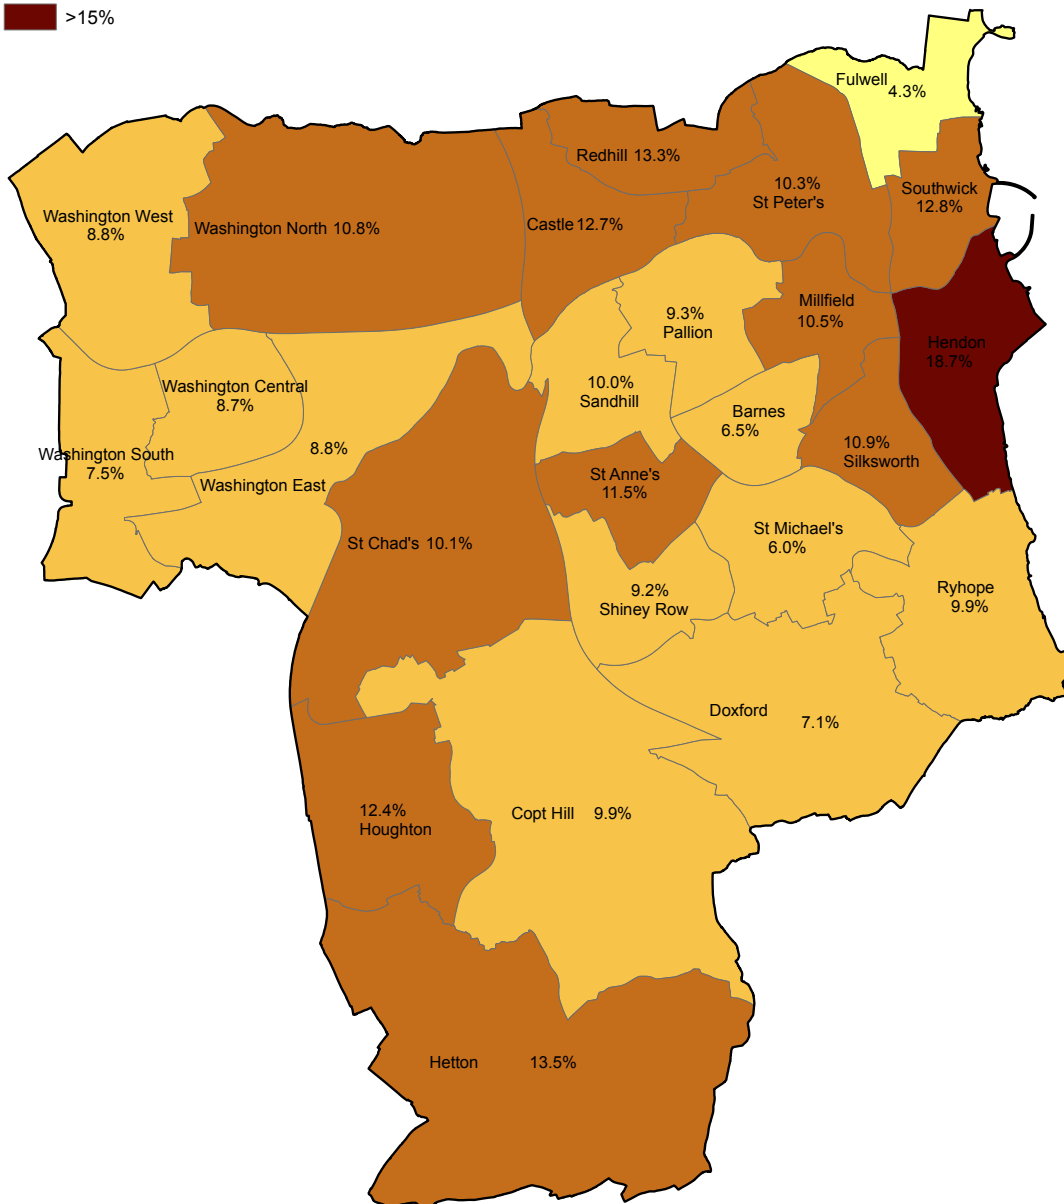 >15%
Fulwell
4.3%
Redhill 13.3%
10.3%
St Peter's
Southwick
12.8%
Washington West
8.8%
Washington North 10.8%
Castle 12.7%
9.3%
Pallion
Millfield
10.5%
Hendon
18.7%
Washington Central
8.7%
10.0%
Sandhill
Barnes
6.5%
10.9%
Silksworth
Washington South
7.5%
8.8%
Washington East
St Anne's
11.5%
St Chad's 10.1%
St Michael's
6.0%
9.2%
Shiney Row
Ryhope
9.9%
Doxford
7.1%
12.4%
Houghton
Copt Hill 9.9%
Hetton 13.5%